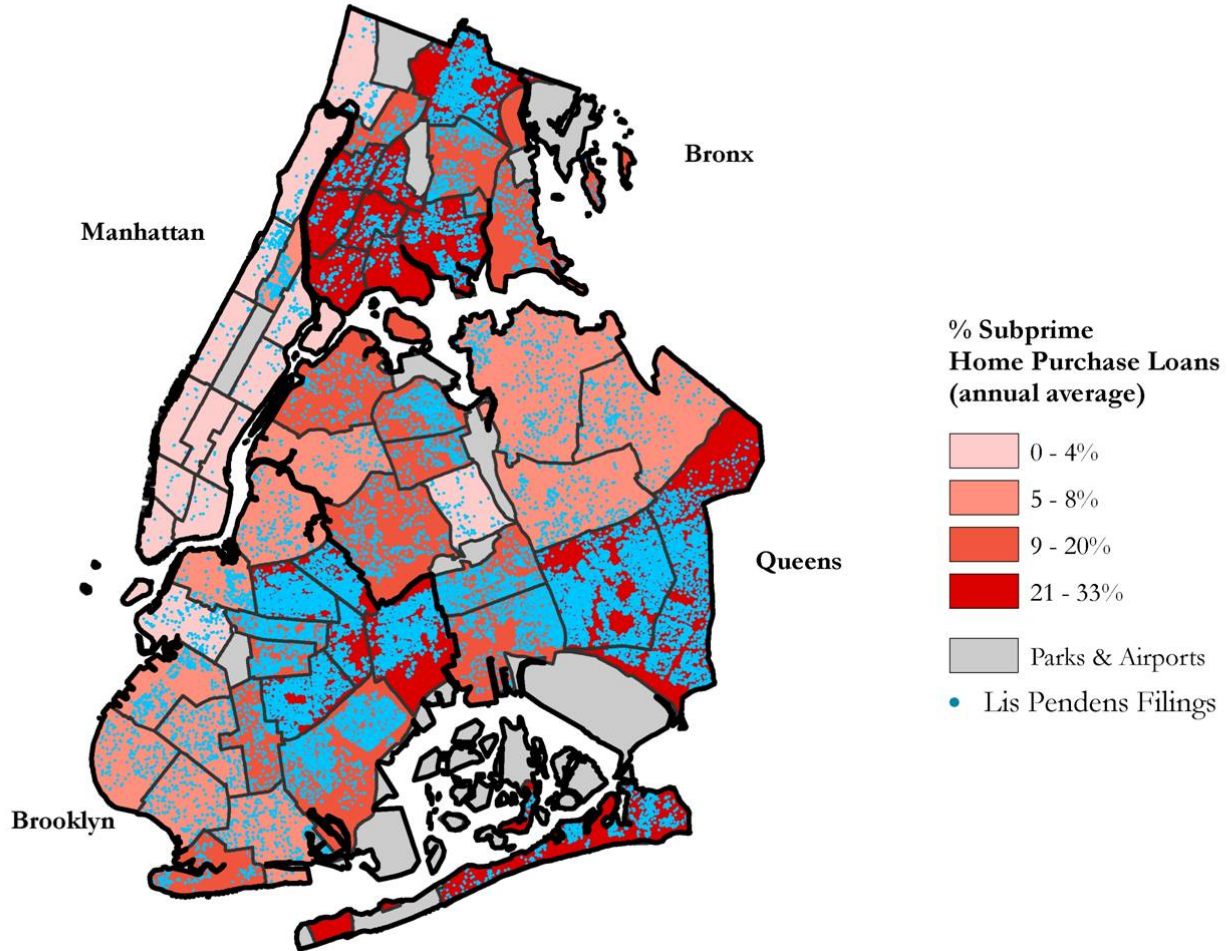 Bronx
Manhattan
Queens
Brooklyn
% Subprime
Home Purchase Loans
(annual average)
0 - 4%
5 - 8%
9 - 20%
21 - 33%
Parks & Airports
Lis Pendens Filings